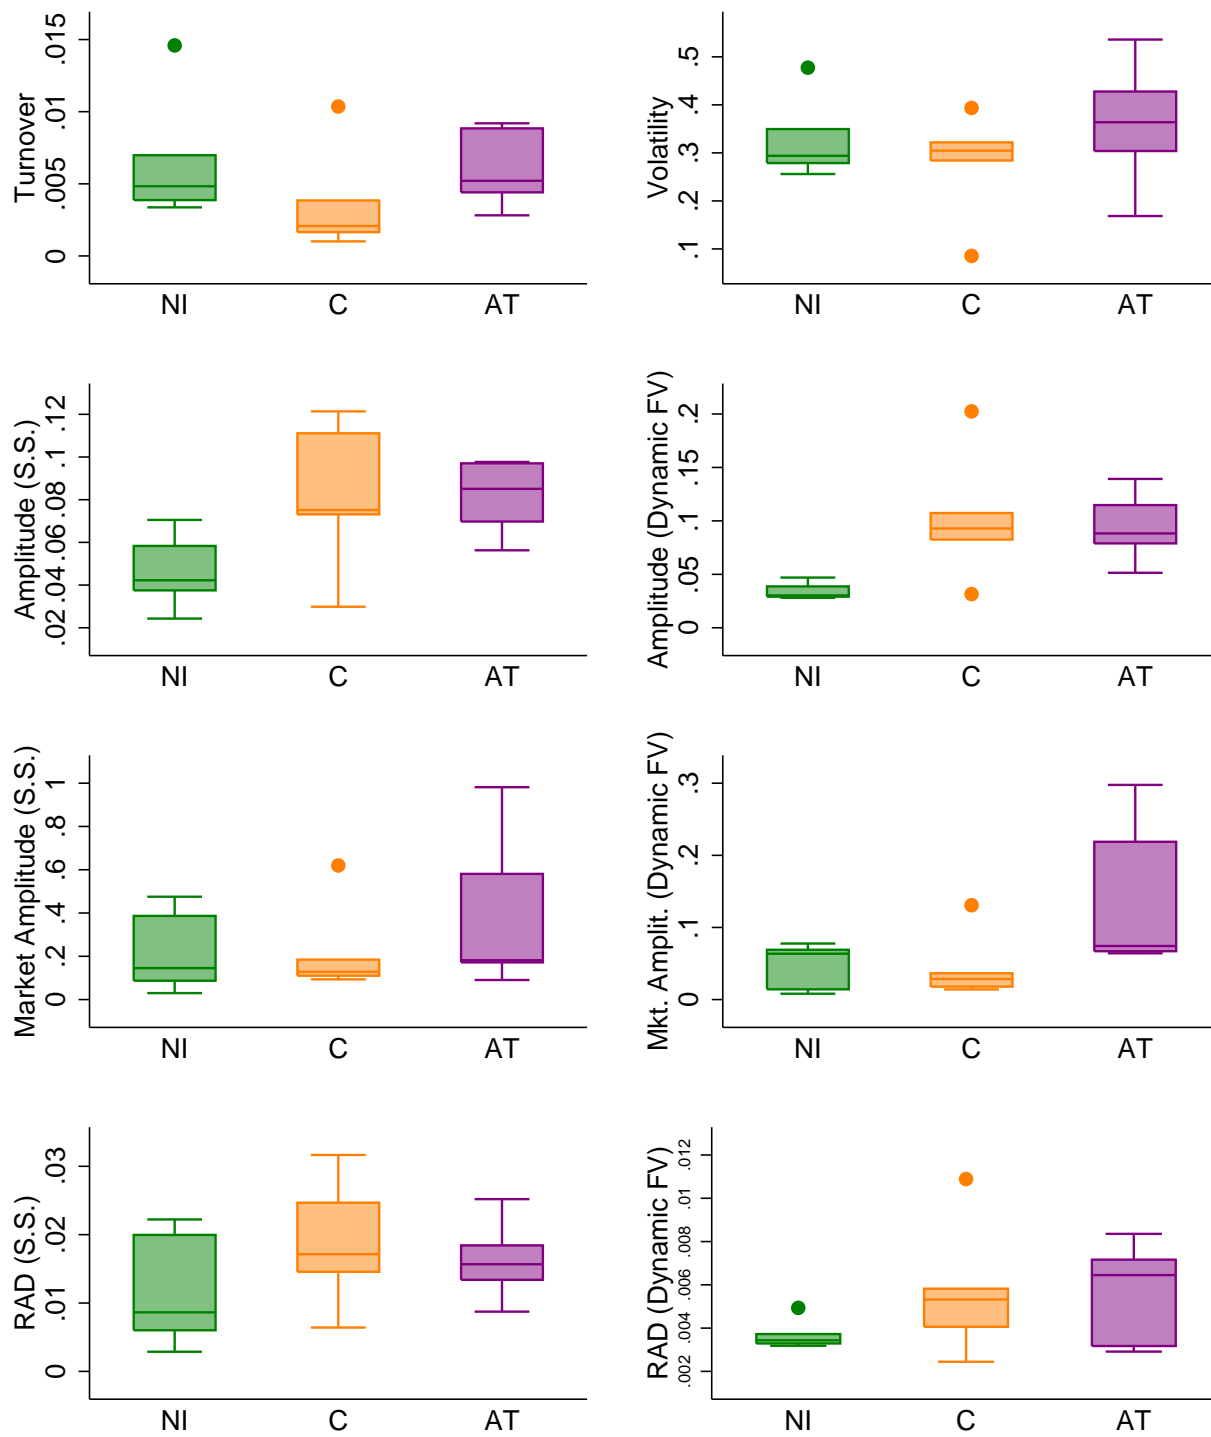 Turnover
.015
.01
.005
0
NI C AT
Volatility
.5
.4
.3
.2
.1
NI C AT
Amplitude (S.S.)
.12
.1
.08
.06
.04
.02
NI C AT
Amplitude (Dynamic FV)
.2
.15
.1
.05
0
NI C AT
Market Amplitude (S.S.)
1
.8
.6
.4
.2
0
NI C AT
Mkt. Amplit. (Dynamic FV)
.3
.2
.1
0
NI C AT
RAD (S.S.)
.03
.02
.01
0
NI C AT
RAD (Dynamic FV)
.012
.01
.008
.006
.004
.002
NI C AT